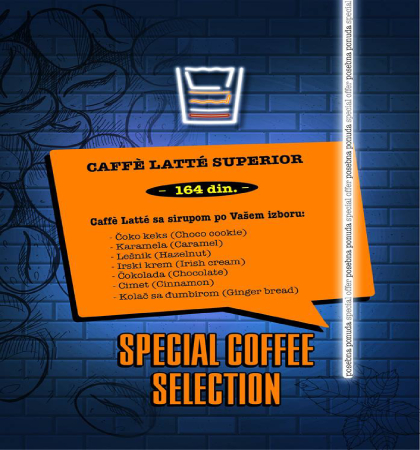 CAFFÈ LATTÉ SUPERIOR
– 164 din. –
Caffè Latté sa sirupom po Vašem izboru:
- Čoko keks (Choco cookie)
- Karamela (Caramel)
- Lešnik (Hazelnut)
- Irski krem (Irish cream)
- Čokolada (Chocolate)
- Cimet (Cinnamon)
- Kolač sa đumbirom (Ginger bread)
SPECIAL COFFEE
SELECTION
posebna ponuda special offer posebna ponuda special offer posebna ponuda special offer posebna ponuda special